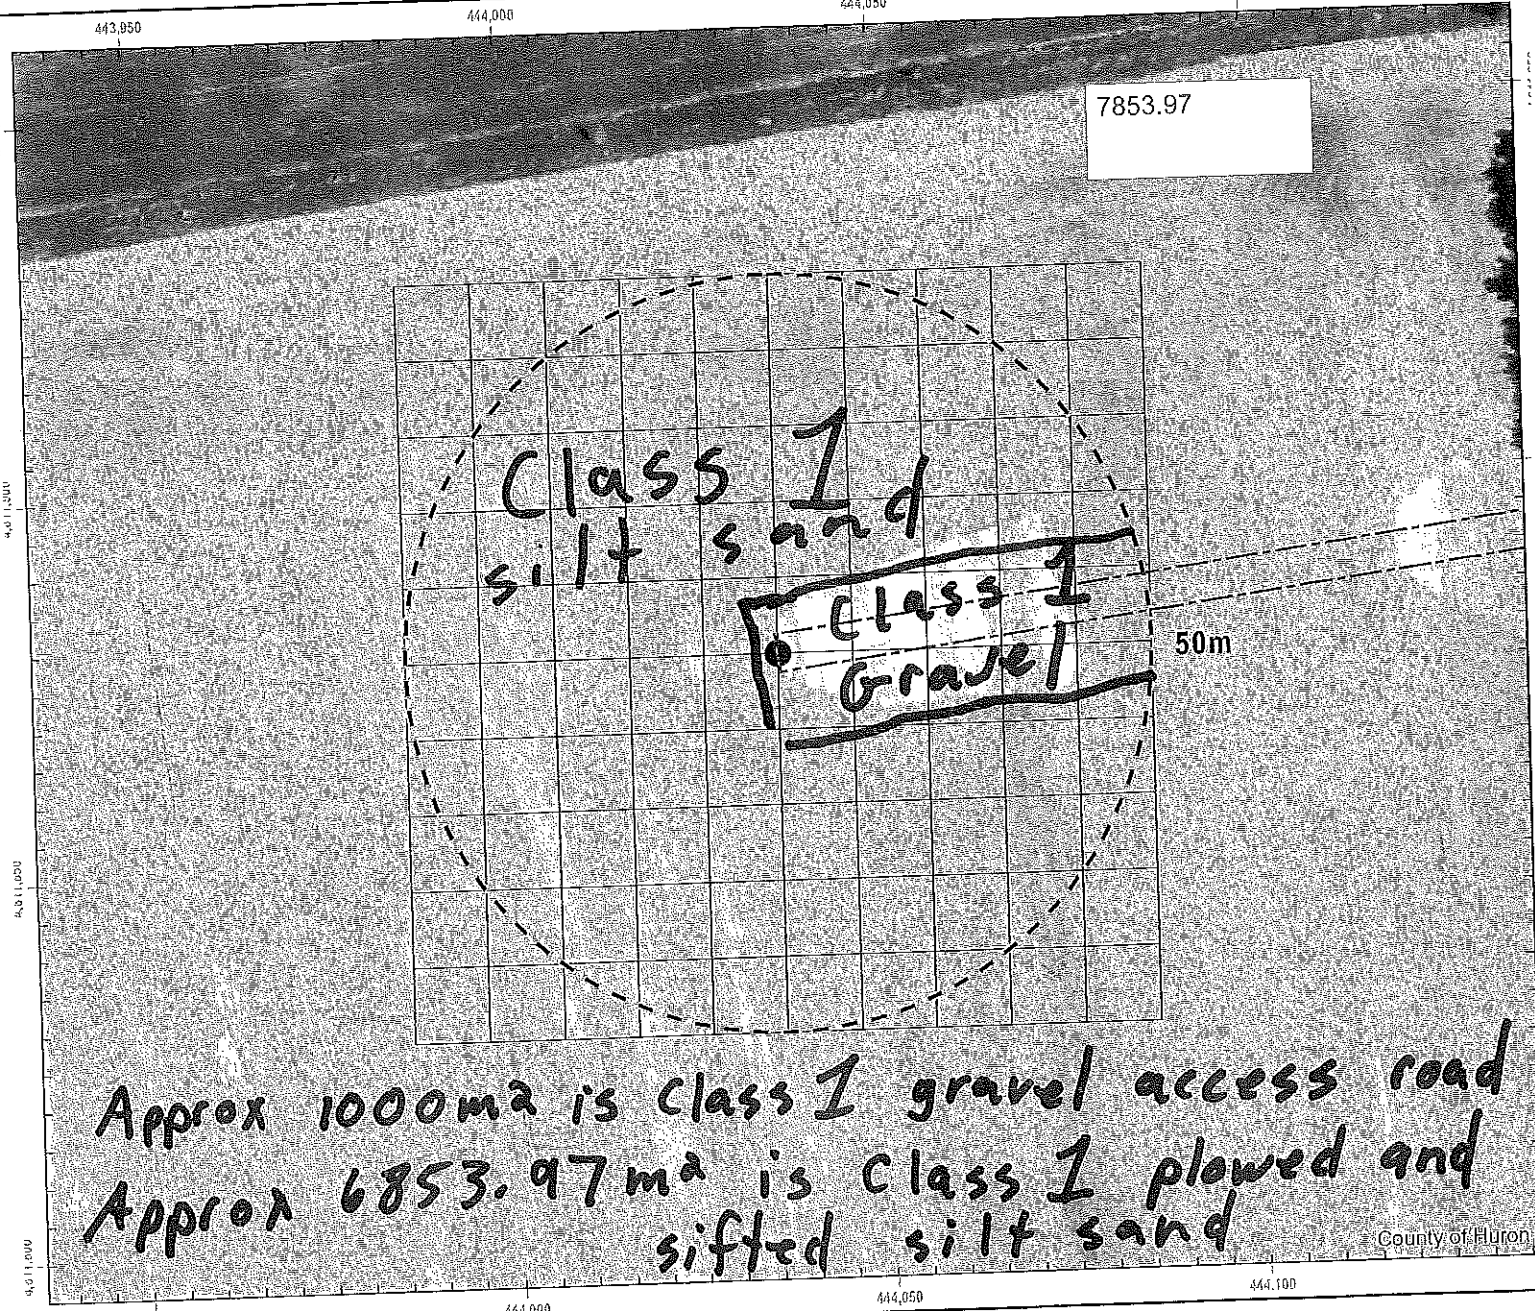 443,950
444,000
444,050
7853.97
Class 1
silt sand
Class 1
Gravel
50m
Approx 1000m2 is Class 1 gravel access road
Approx 6853.97m2 is Class 1 plowed and
sifted silt sand
County of Huron
444,000
444,050
444,100